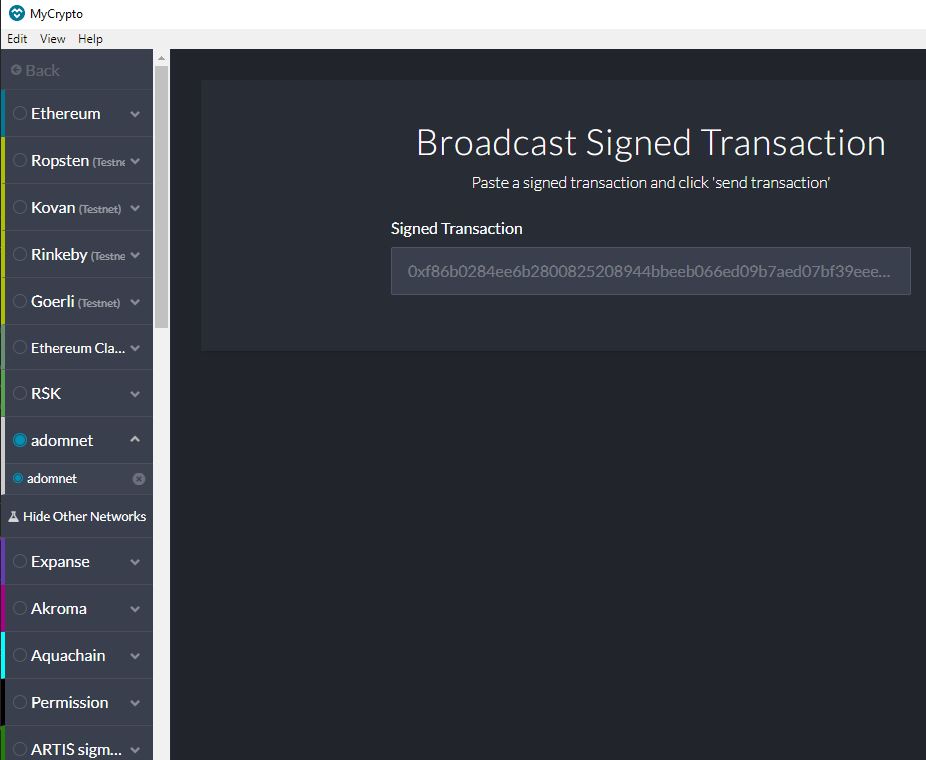 MyCrypto
Edit View Help
Back
Ethereum
Ropsten (Testne
Kovan (Testnet)
Rinkeby (Testne
Goerli (Testnet)
Ethereum Cla...
RSK
adomnet
adomnet
Hide Other Networks
Expanse
Akroma
Aquachain
Permission
ARTIS sigm...
Broadcast Signed Transaction
Paste a signed transaction and click 'send transaction'
Signed Transaction
0xf86b0284ee6b2800825208944bbeeb066ed09b7aed07bf39eee...